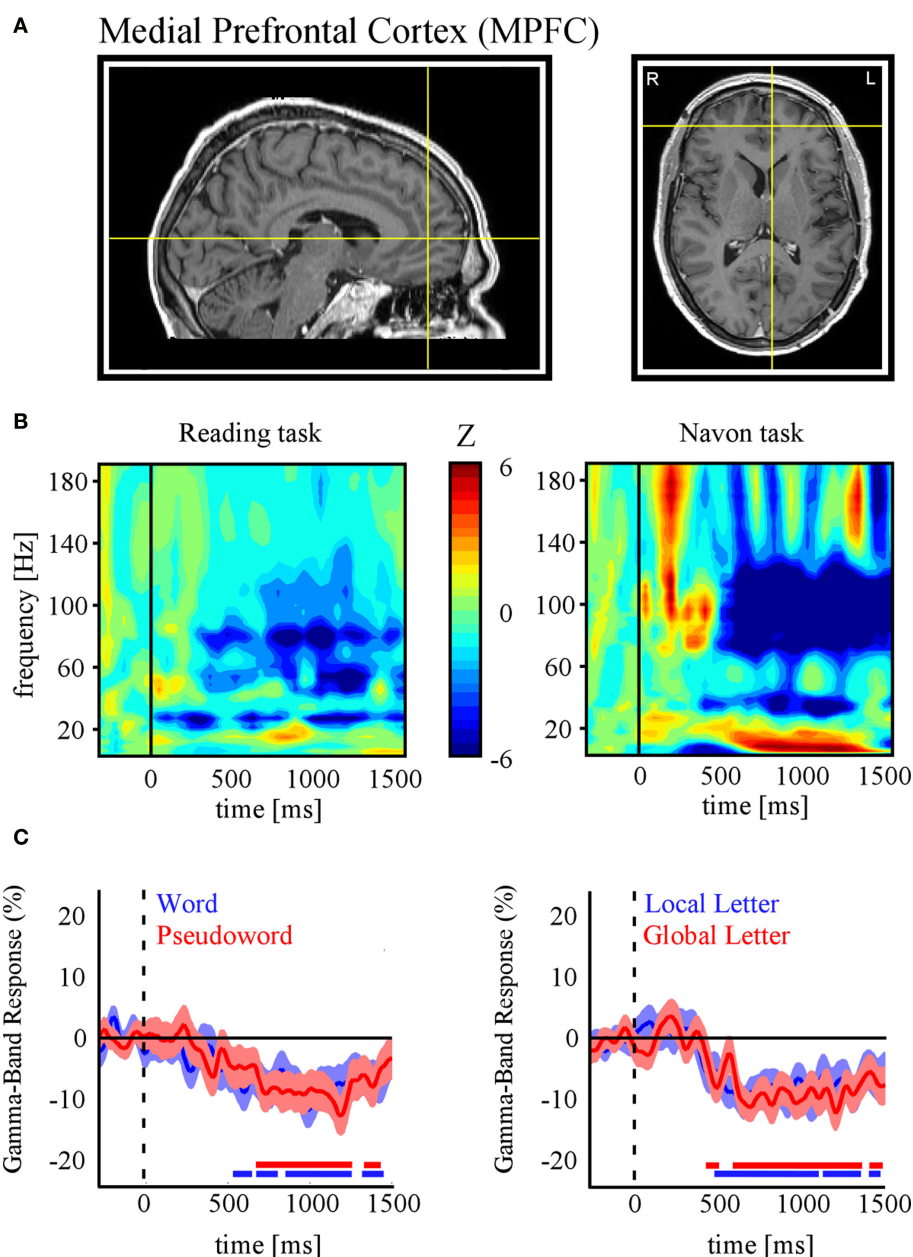 A
Medial Prefrontal Cortex (MPFC)
R
L
B
Reading task
Z
Navon task
frequency [Hz]
180
140
100
60
20
0
500
1000
1500
time [ms]
6
0
-6
180
140
100
60
20
0
500
1000
1500
time [ms]
C
Gamma-Band Response (%)
20
10
0
-10
-20
Word
Pseudoword
0
500
1000
1500
time [ms]
Gamma-Band Response (%)
20
10
0
-10
-20
Local Letter
Global Letter
0
500
1000
1500
time [ms]